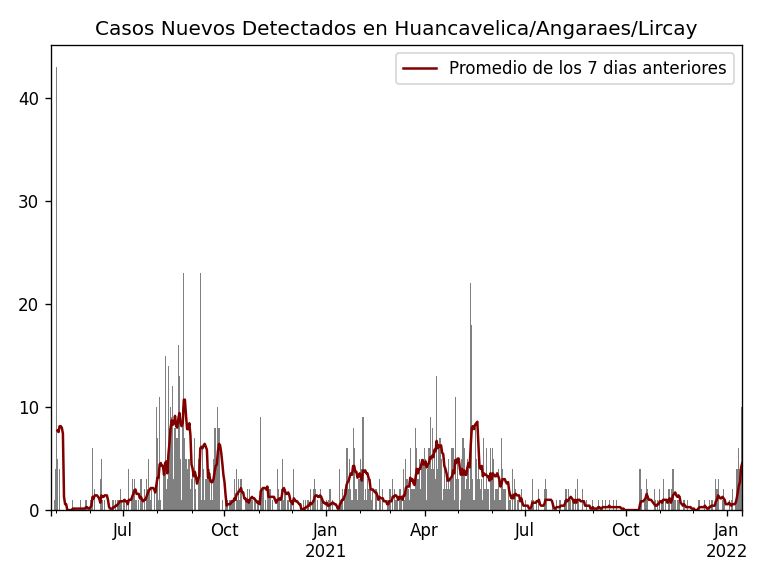 Casos Nuevos Detectados en Huancavelica/Angaraes/Lircay
Promedio de los 7 dias anteriores
40
30
20
10
0
Jul Oct Jan Apr Jul Oct Jan
2021 2022